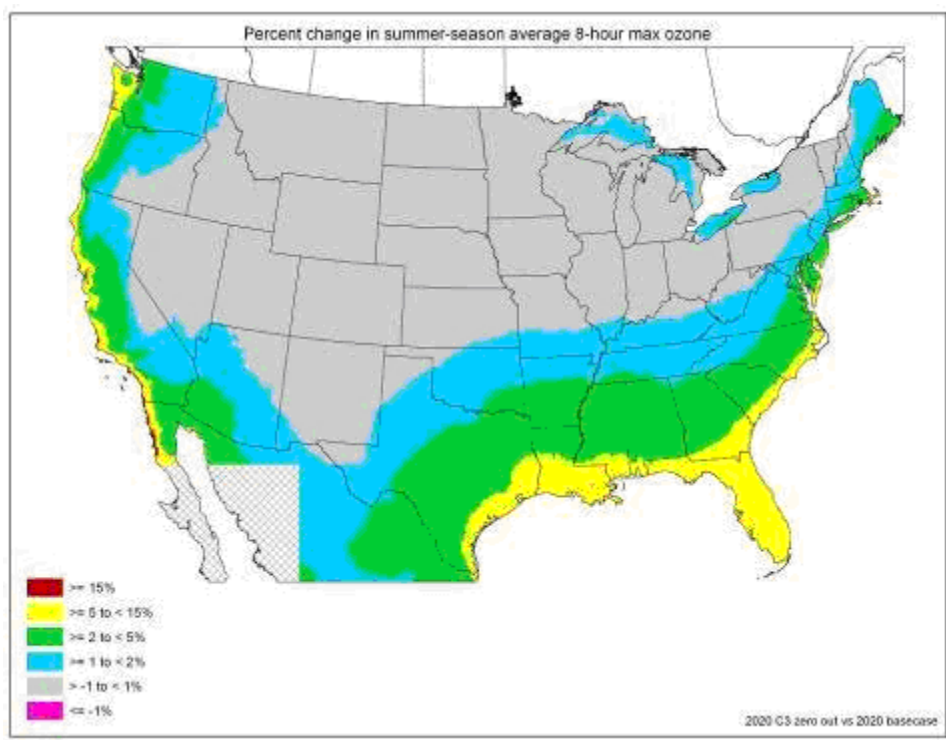 Percent change in summer-season average 8-hour max ozone
>= 15%
>= 5 to < 15%
>= 2 to < 5%
>= 1 to < 2%
> -1 to < 1%
<= -1%
2020 C3 zero out vs 2020 basecase